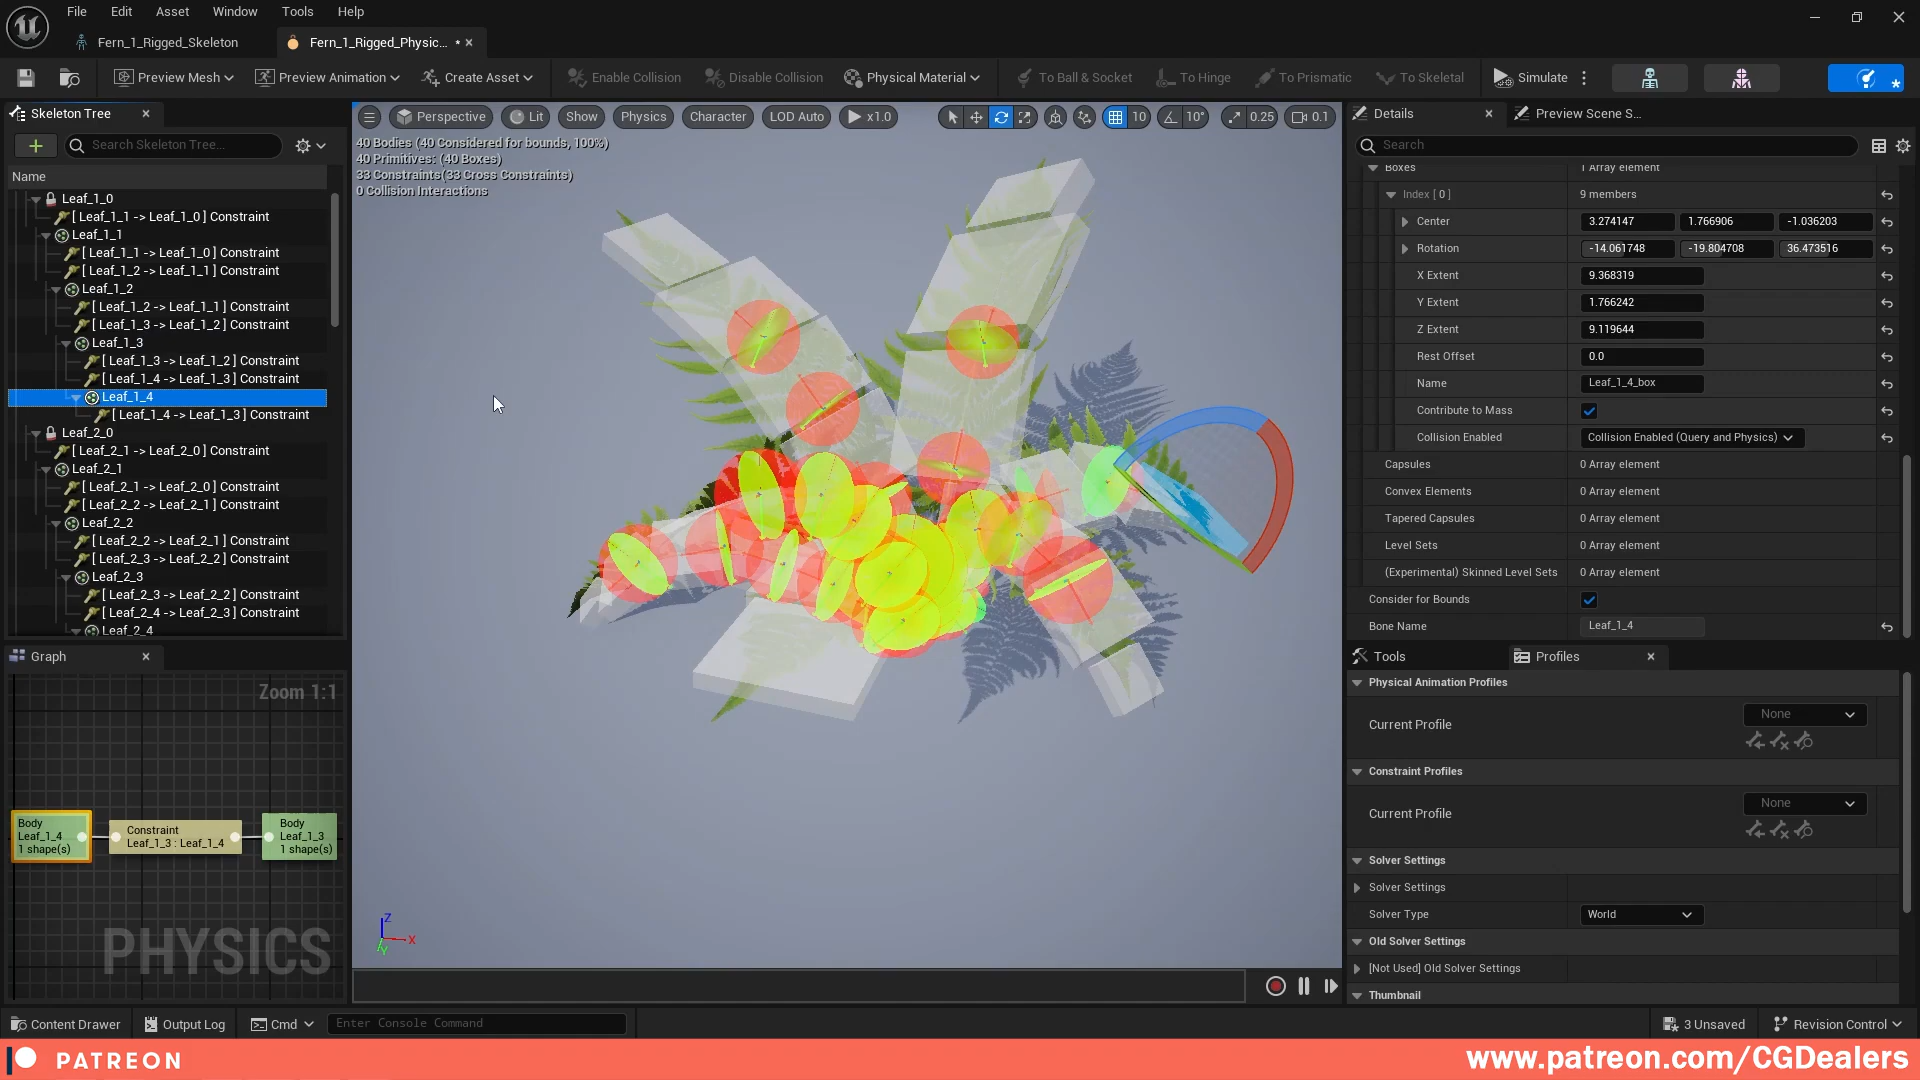 File Edit Asset Window Tools Help
Fern_1_Rigged_Skeleton
Fern_1_Rigged_Physic... *
Preview Mesh
Preview Animation
Create Asset
Enable Collision
Disable Collision
Physical Material
To Ball & Socket
To Hinge
To Prismatic
To Skeletal
Simulate
Skeleton Tree
Search Skeleton Tree...
Name
Leaf_1_0
[ Leaf_1_1 -> Leaf_1_0 ] Constraint
Leaf_1_1
[ Leaf_1_1 -> Leaf_1_0 ] Constraint
[ Leaf_1_2 -> Leaf_1_1 ] Constraint
Leaf_1_2
[ Leaf_1_2 -> Leaf_1_1 ] Constraint
[ Leaf_1_3 -> Leaf_1_2 ] Constraint
Leaf_1_3
[ Leaf_1_3 -> Leaf_1_2 ] Constraint
[ Leaf_1_4 -> Leaf_1_3 ] Constraint
Leaf_1_4
[ Leaf_1_4 -> Leaf_1_3 ] Constraint
Leaf_2_0
[ Leaf_2_1 -> Leaf_2_0 ] Constraint
Leaf_2_1
[ Leaf_2_1 -> Leaf_2_0 ] Constraint
[ Leaf_2_2 -> Leaf_2_1 ] Constraint
Leaf_2_2
[ Leaf_2_2 -> Leaf_2_1 ] Constraint
[ Leaf_2_3 -> Leaf_2_2 ] Constraint
Leaf_2_3
[ Leaf_2_3 -> Leaf_2_2 ] Constraint
[ Leaf_2_4 -> Leaf_2_3 ] Constraint
Leaf_2_4
Graph
Zoom 1:1
Body
Leaf_1_4
1 shape(s)
Constraint
Leaf_1_3 : Leaf_1_4
Body
Leaf_1_3
1 shape(s)
PHYSICS
Perspective
Lit
Show
Physics
Character
LOD Auto
x1.0
10
10°
0.25
0.1
40 Bodies (40 Considered for bounds, 100%)
40 Primitives: (40 Boxes)
33 Constraints(33 Cross Constraints)
0 Collision Interactions
Z
X
Y
Details
Preview Scene S...
Search
Boxes 1 Array element
Index [ 0 ] 9 members
Center 3.274147 1.766906 -1.036203
Rotation -14.061748 -19.804708 36.473516
X Extent 9.368319
Y Extent 1.766242
Z Extent 9.119644
Rest Offset 0.0
Name Leaf_1_4_box
Contribute to Mass
Collision Enabled Collision Enabled (Query and Physics)
Capsules 0 Array element
Convex Elements 0 Array element
Tapered Capsules 0 Array element
Level Sets 0 Array element
(Experimental) Skinned Level Sets 0 Array element
Consider for Bounds
Bone Name Leaf_1_4
Tools
Profiles
Physical Animation Profiles
Current Profile None
Constraint Profiles
Current Profile None
Solver Settings
Solver Settings
Solver Type World
Old Solver Settings
[Not Used] Old Solver Settings
Thumbnail
Content Drawer
Output Log
Cmd
Enter Console Command
3 Unsaved
Revision Control
PATREON
www.patreon.com/CGDealers